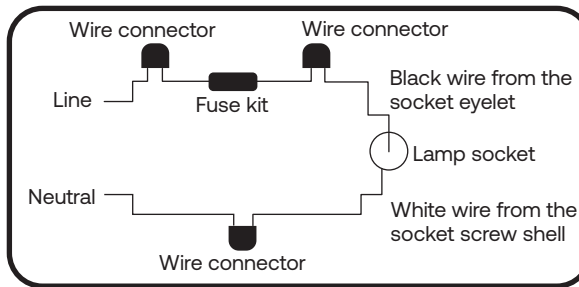 Wire connector
Wire connector
Line
Fuse kit
Black wire from the
socket eyelet
Lamp socket
Neutral
White wire from the
socket screw shell
Wire connector